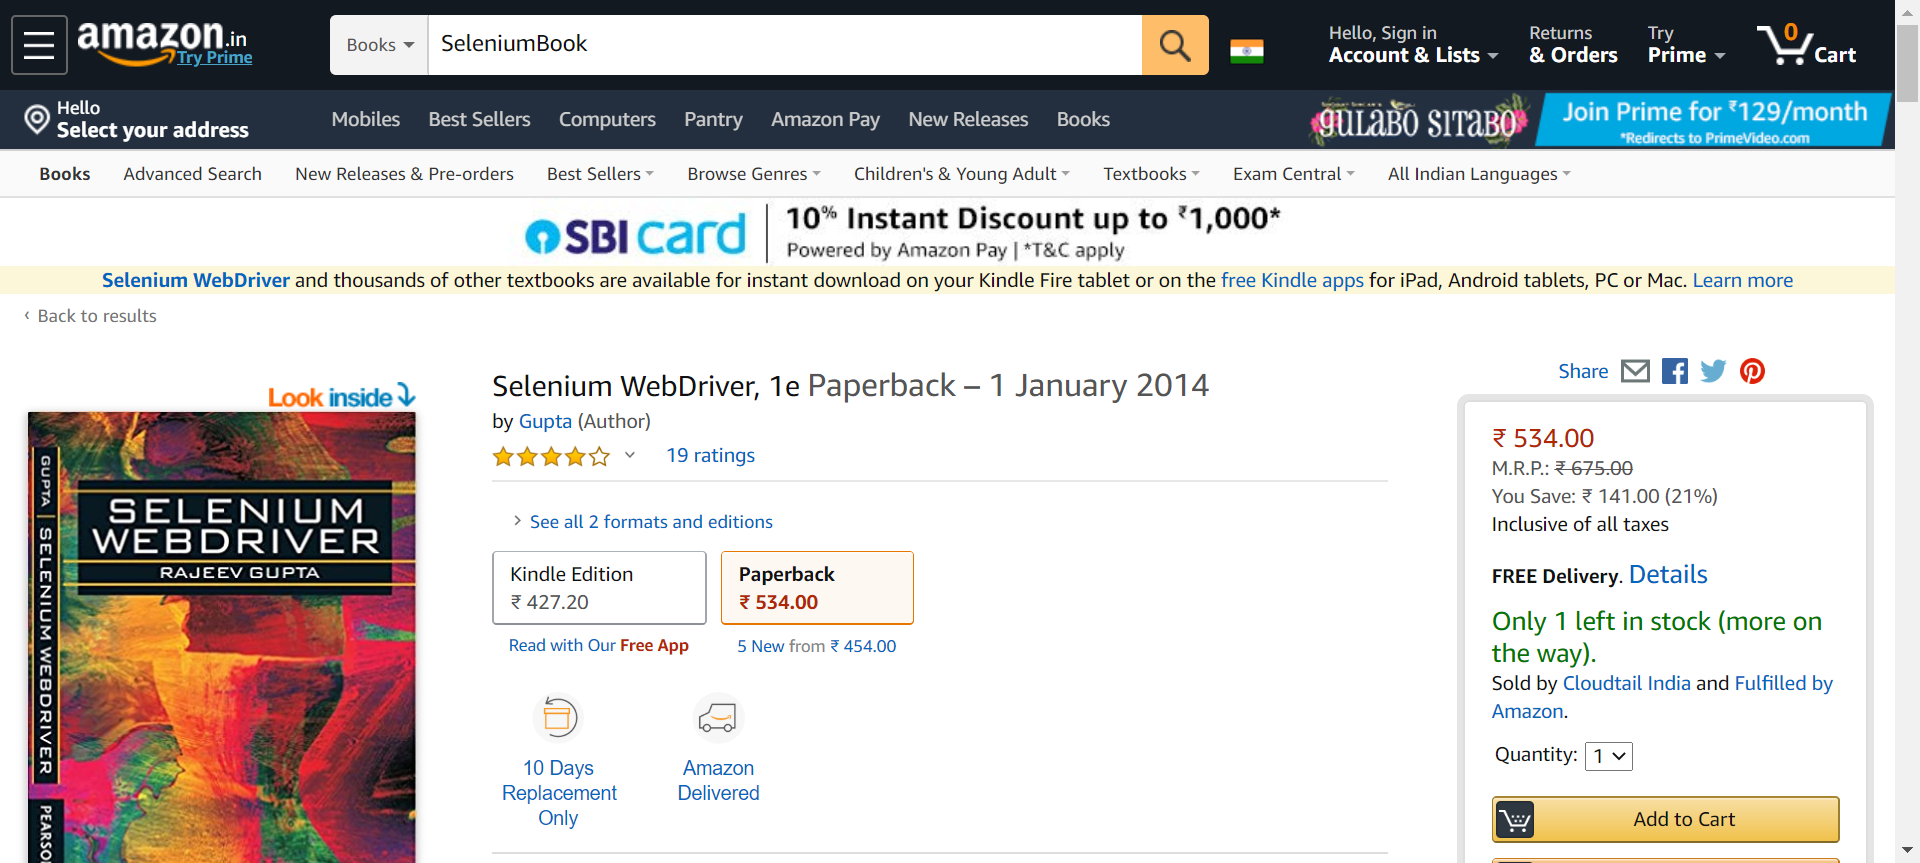 amazon.in
Try Prime
Books
SeleniumBook
Hello, Sign in
Account & Lists
Returns
& Orders
Try
Prime
0
Cart
Hello
Select your address
Mobiles
Best Sellers
Computers
Pantry
Amazon Pay
New Releases
Books
GULABO SITABO
Join Prime for ₹129/month
*Redirects to PrimeVideo.com
Books
Advanced Search
New Releases & Pre-orders
Best Sellers
Browse Genres
Children's & Young Adult
Textbooks
Exam Central
All Indian Languages
SBI card
10% Instant Discount up to ₹1,000*
Powered by Amazon Pay | *T&C apply
Selenium WebDriver and thousands of other textbooks are available for instant download on your Kindle Fire tablet or on the free Kindle apps for iPad, Android tablets, PC or Mac. Learn more
‹ Back to results
Look inside
GUPTA
SELENIUM WEBDRIVER
SELENIUM
WEBDRIVER
RAJEEV GUPTA
Selenium WebDriver, 1e Paperback – 1 January 2014
by Gupta (Author)
19 ratings
See all 2 formats and editions
Kindle Edition
₹ 427.20
Read with Our Free App
Paperback
₹ 534.00
5 New from ₹ 454.00
10 Days
Replacement
Only
Amazon
Delivered
Share
₹ 534.00
M.R.P.: ₹ 675.00
You Save: ₹ 141.00 (21%)
Inclusive of all taxes
FREE Delivery. Details
Only 1 left in stock (more on
the way).
Sold by Cloudtail India and Fulfilled by
Amazon.
Quantity: 1
Add to Cart